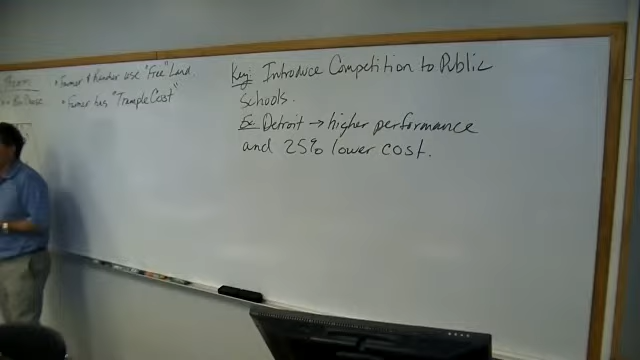 • Farmer & Rancher use "Free" Land.
• Farmer has "Trample Cost"
Key: Introduce Competition to Public
Schools.
Ex: Detroit → higher performance
and 25% lower cost.